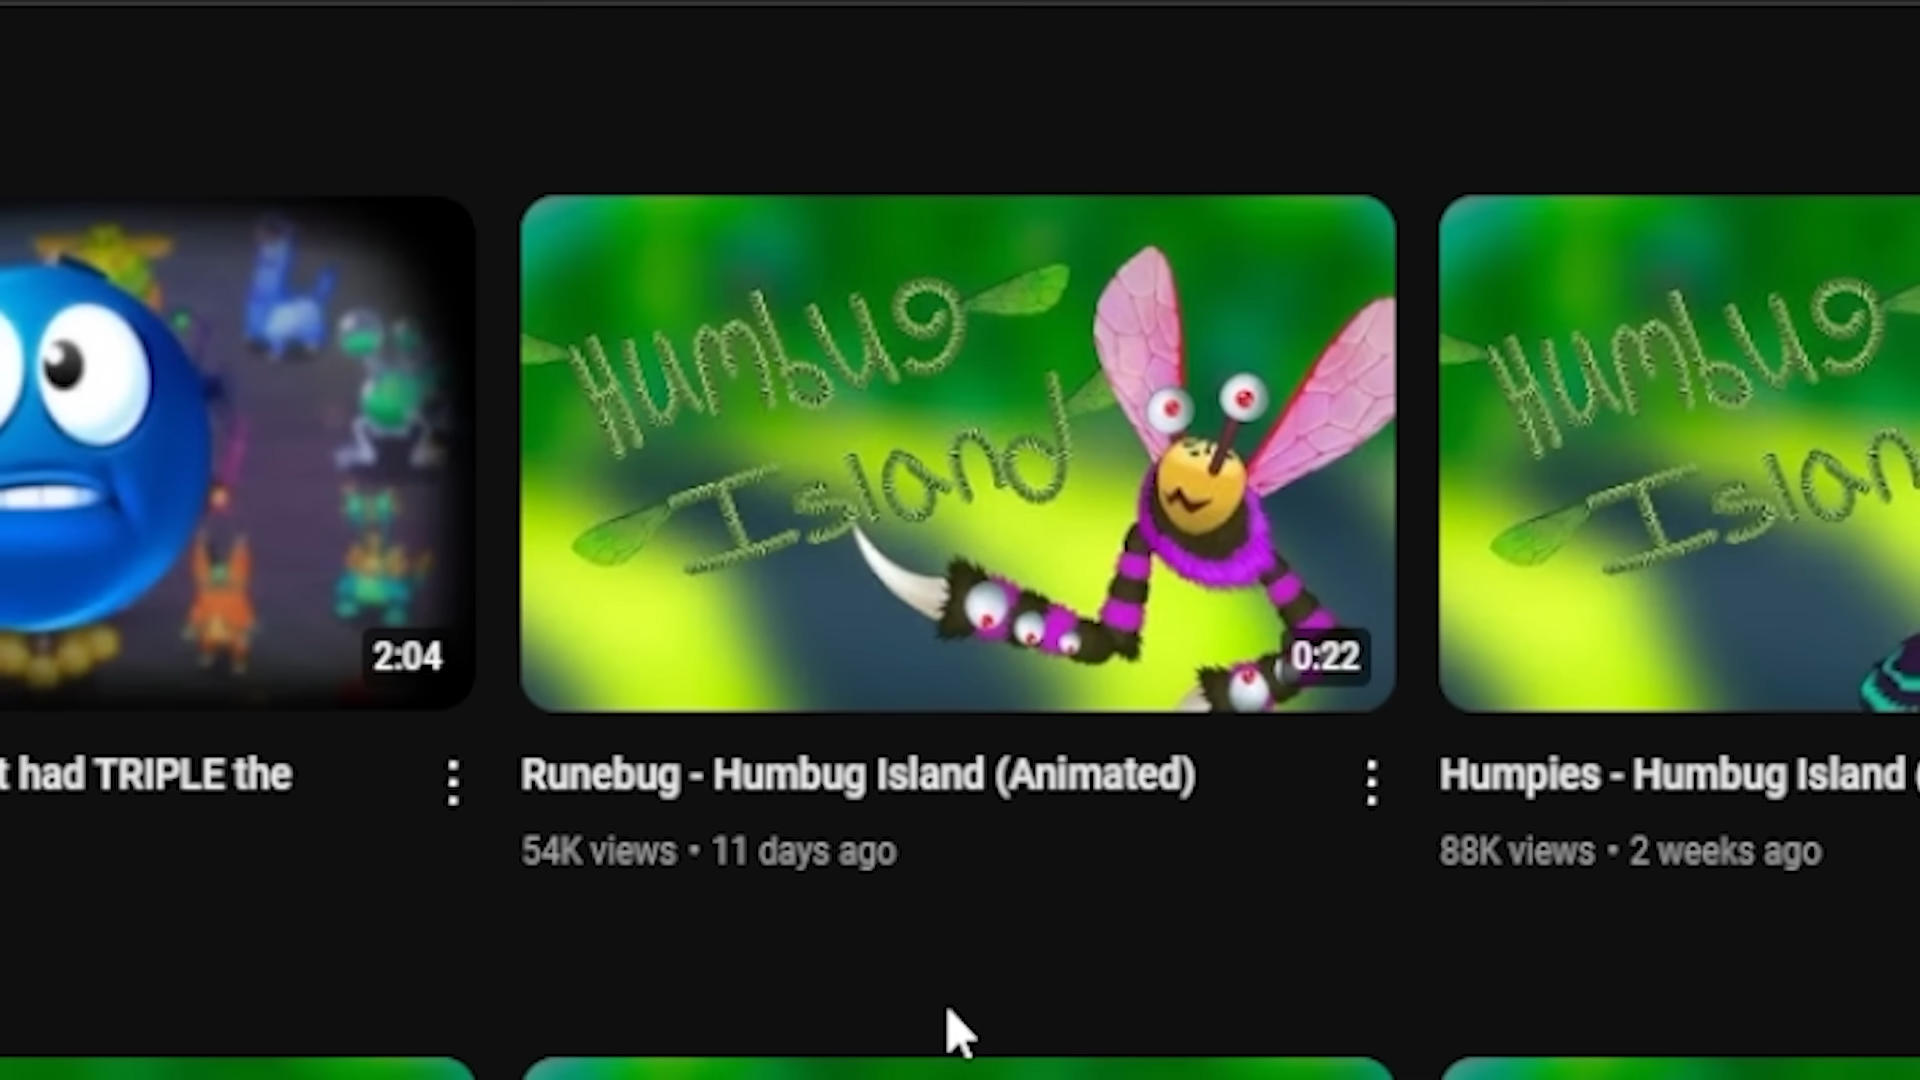 Humbug
Island
Humbug
Islan
2:04
0:22
t had TRIPLE the
Runebug - Humbug Island (Animated)
Humpies - Humbug Island (
54K views • 11 days ago
88K views • 2 weeks ago